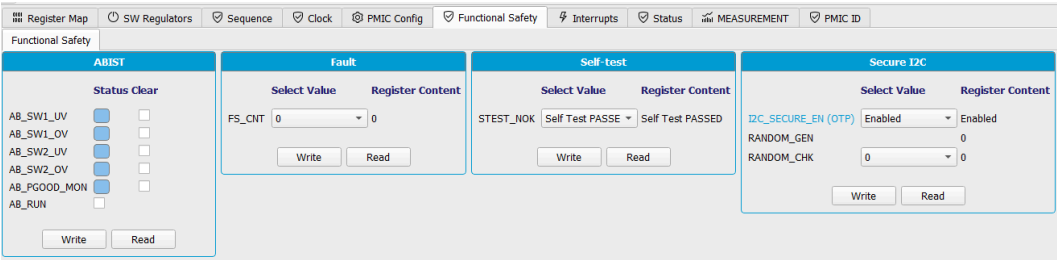 Register Map SW Regulators Sequence Clock PMIC Config Functional Safety Interrupts Status MEASUREMENT PMIC ID
Functional Safety
ABIST
Status Clear
AB_SW1_UV
AB_SW1_OV
AB_SW2_UV
AB_SW2_OV
AB_PGOOD_MON
AB_RUN
Write Read
Fault
Select Value Register Content
FS_CNT 0 0
Write Read
Self-test
Select Value Register Content
STEST_NOK Self Test PASSE Self Test PASSED
Write Read
Secure I2C
Select Value Register Content
I2C_SECURE_EN (OTP) Enabled Enabled
RANDOM_GEN 0
RANDOM_CHK 0 0
Write Read